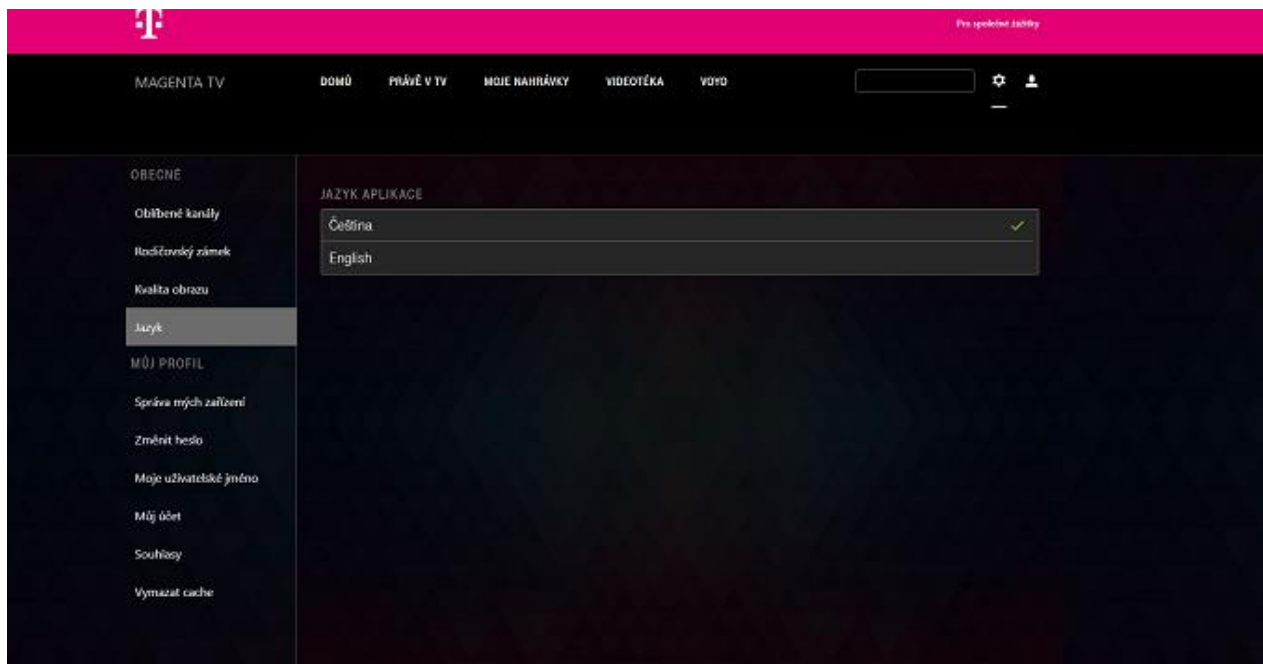 T
Pro společné zážitky
MAGENTA TV
DOMŮ PRÁVĚ V TV MOJE NAHRÁVKY VIDEOTÉKA VOYO
OBECNÉ
Oblíbené kanály
Rodičovský zámek
Kvalita obrazu
Jazyk
MŮJ PROFIL
Správa mých zařízení
Změnit heslo
Moje uživatelské jméno
Můj účet
Souhlasy
Vymazat cache
JAZYK APLIKACE
Čeština
English